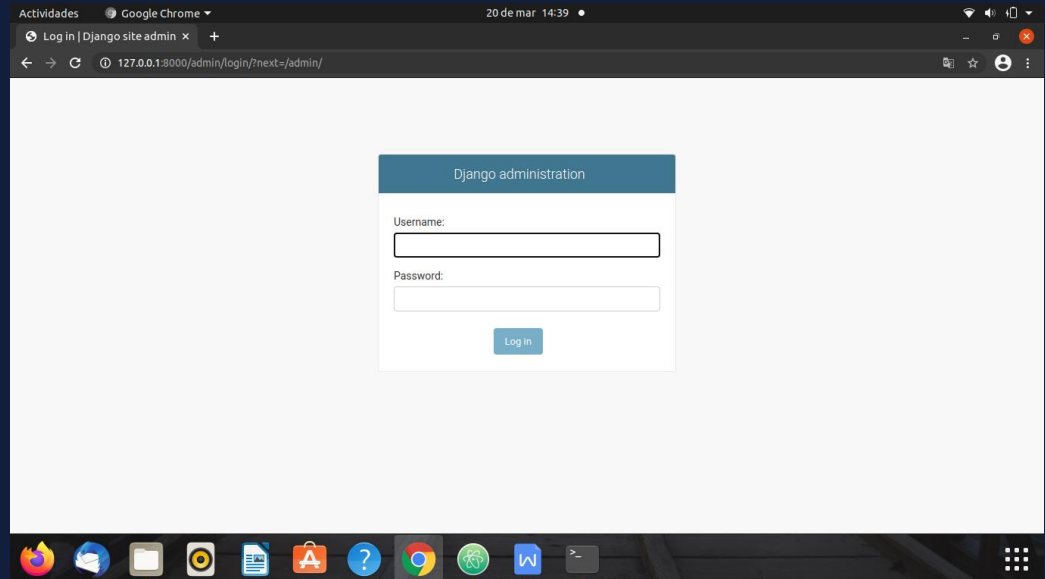 Actividades Google Chrome 20 de mar 14:39
Log in | Django site admin
127.0.0.1:8000/admin/login/?next=/admin/
Django administration
Username:
Password:
Log in